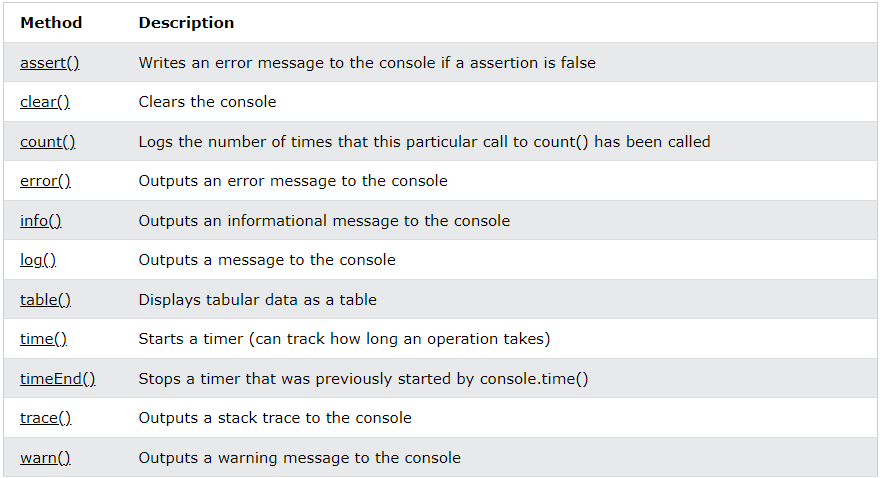 Method Description
assert() Writes an error message to the console if a assertion is false
clear() Clears the console
count() Logs the number of times that this particular call to count() has been called
error() Outputs an error message to the console
info() Outputs an informational message to the console
log() Outputs a message to the console
table() Displays tabular data as a table
time() Starts a timer (can track how long an operation takes)
timeEnd() Stops a timer that was previously started by console.time()
trace() Outputs a stack trace to the console
warn() Outputs a warning message to the console